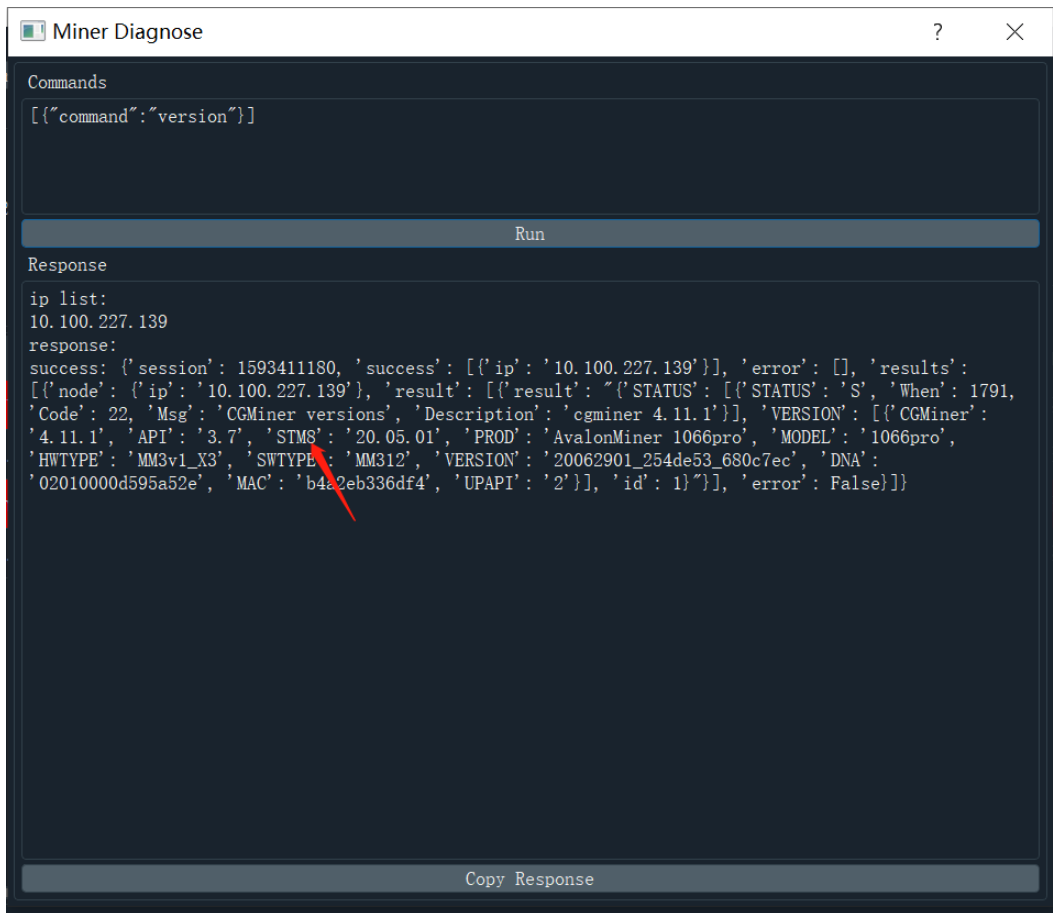 Miner Diagnose
?
Commands
[{"command":"version"}]
Run
Response
ip list:
10.100.227.139
response:
success: {'session': 1593411180, 'success': [{'ip': '10.100.227.139'}], 'error': [], 'results':
[{'node': {'ip': '10.100.227.139'}, 'result': [{'result': "{'STATUS': [{'STATUS': 'S', 'When': 1791,
'Code': 22, 'Msg': 'CGMiner versions', 'Description': 'cgminer 4.11.1'}], 'VERSION': [{'CGMiner':
'4.11.1', 'API': '3.7', 'STM8': '20.05.01', 'PROD': 'AvalonMiner 1066pro', 'MODEL': '1066pro',
'HWTYPE': 'MM3v1_X3', 'SWTYPE': 'MM312', 'VERSION': '20062901_254de53_680c7ec', 'DNA':
'02010000d595a52e', 'MAC': 'b4a2eb336df4', 'UPAPI': '2'}], 'id': 1}"}], 'error': False}]}
Copy Response